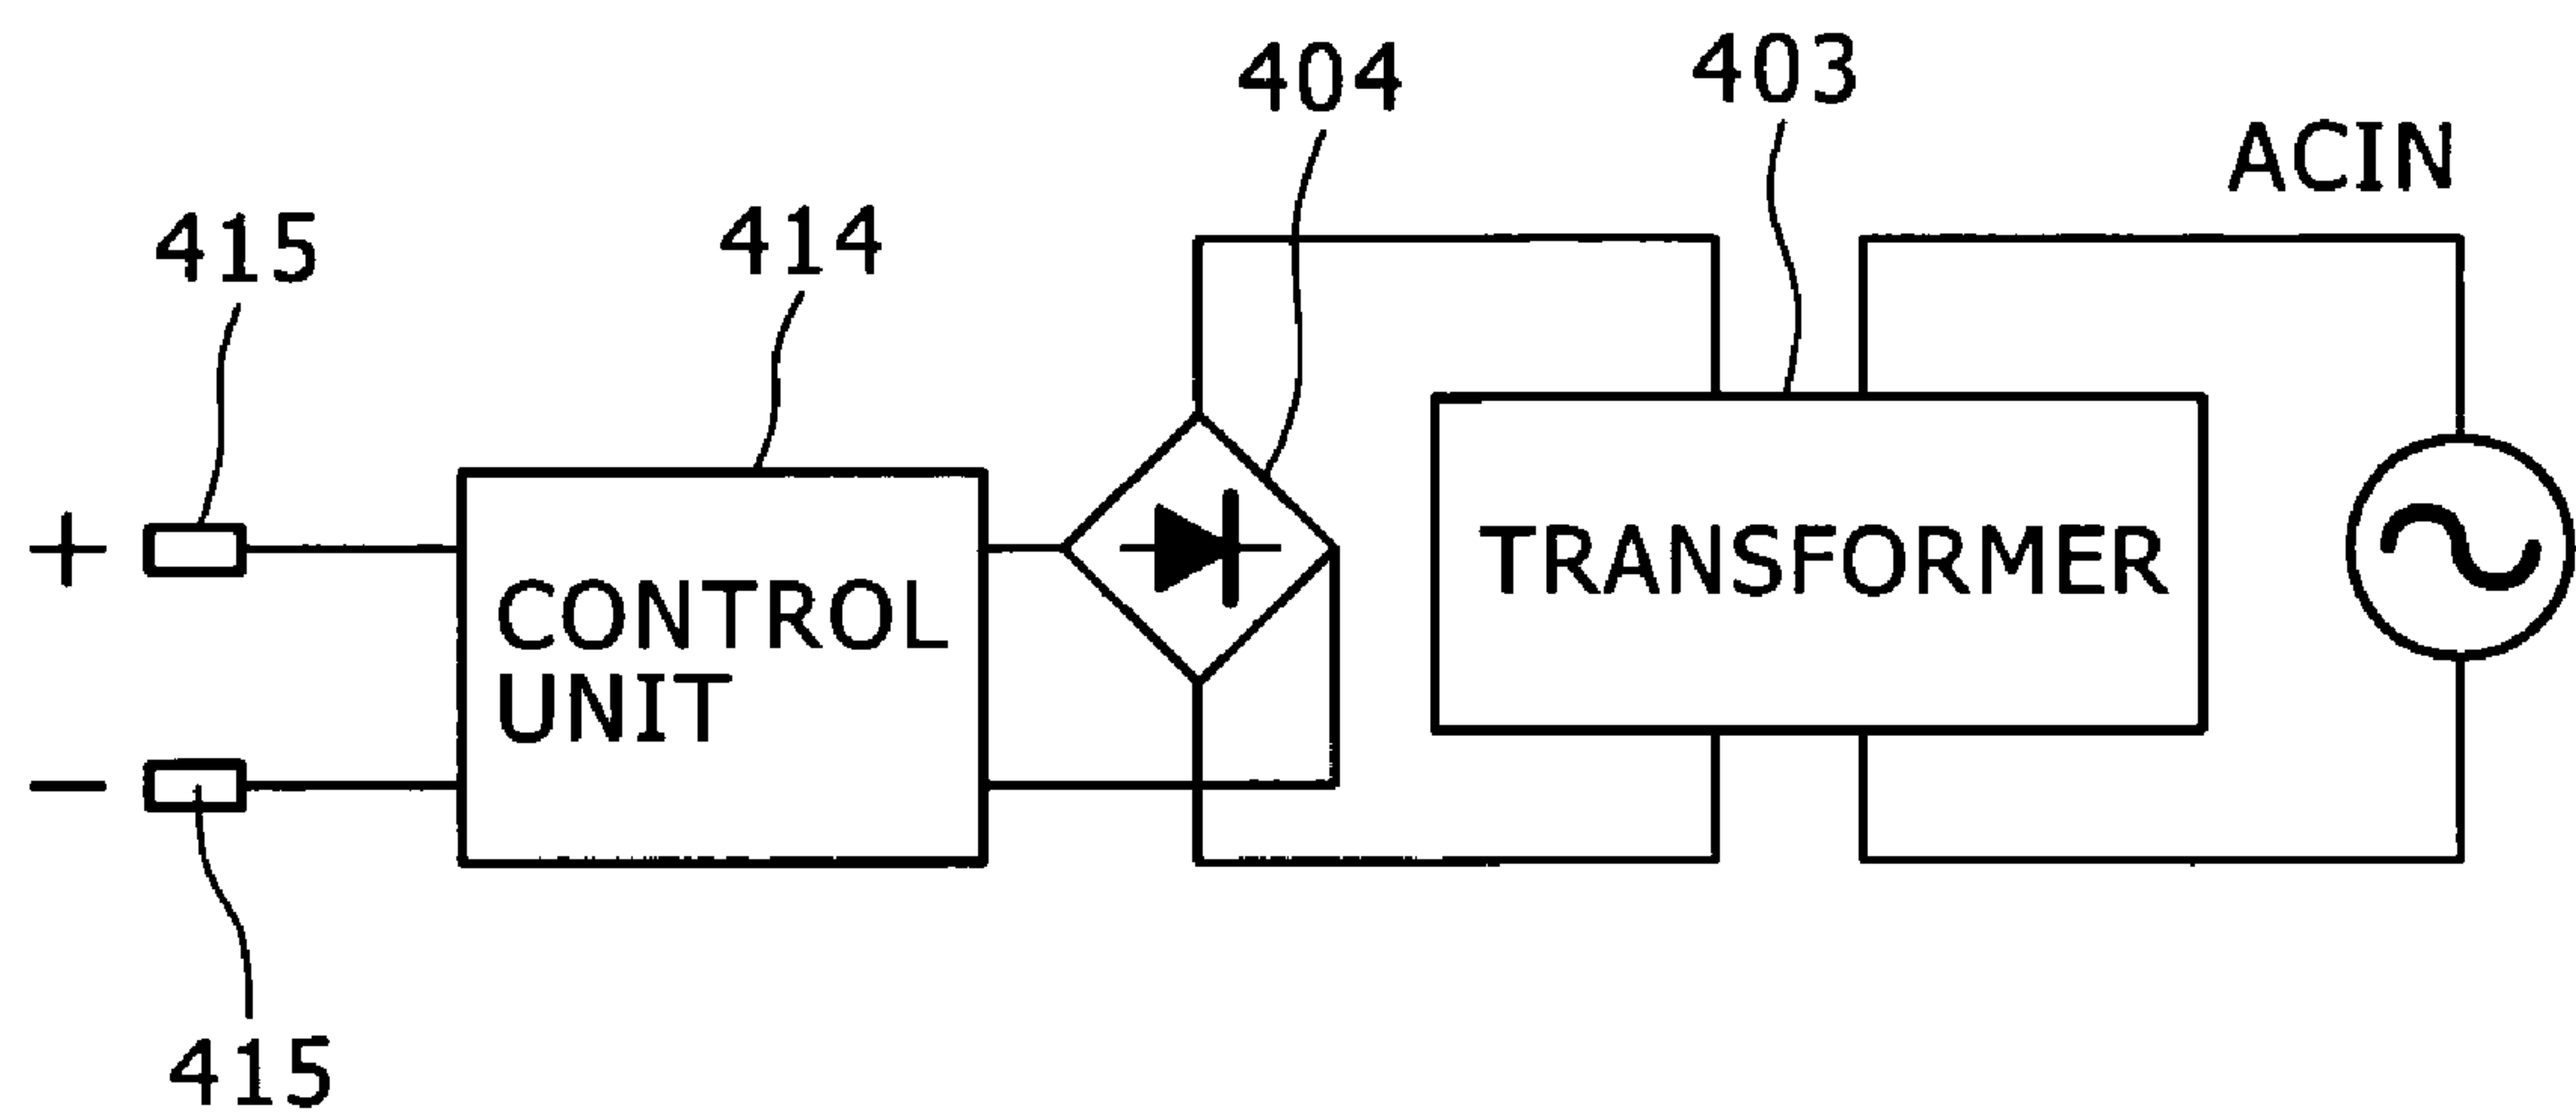 404
403
ACIN
415
414
+
CONTROL
UNIT
TRANSFORMER
−
415